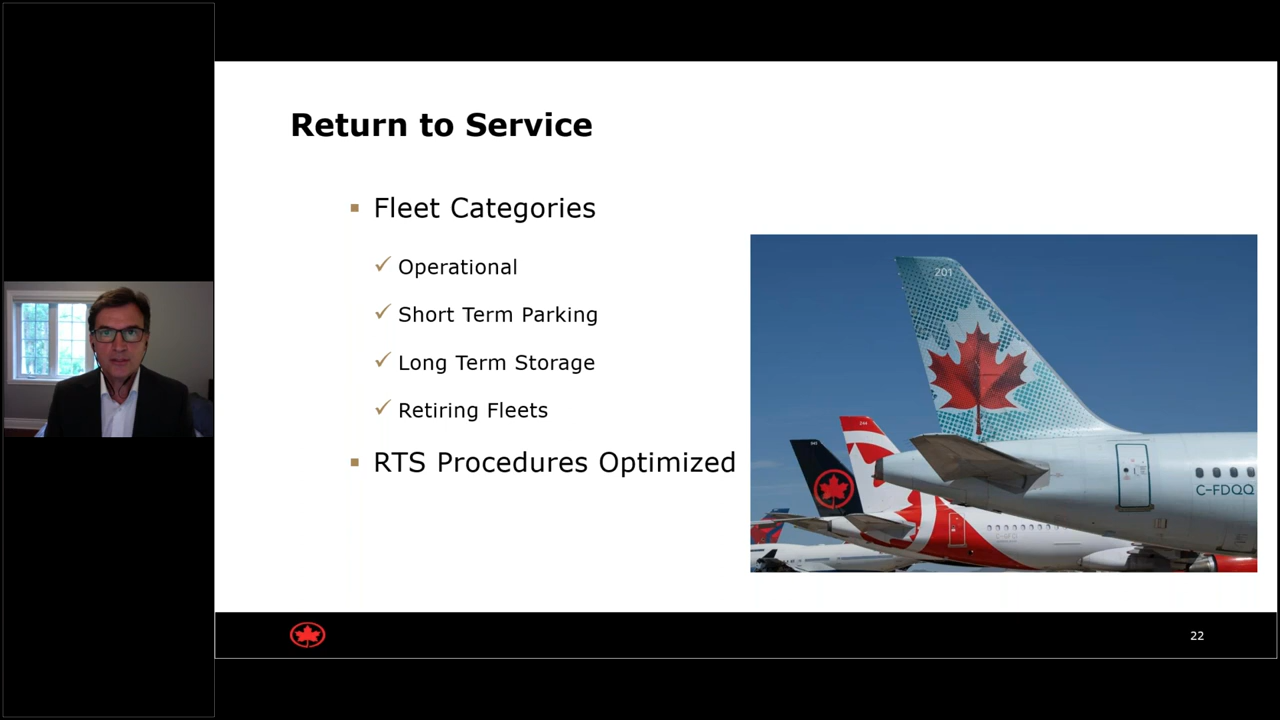 Return to Service
Fleet Categories
Operational
Short Term Parking
Long Term Storage
Retiring Fleets
RTS Procedures Optimized
201
C-FDQQ
22